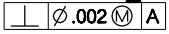 ⟂ ⌀.002 Ⓜ A